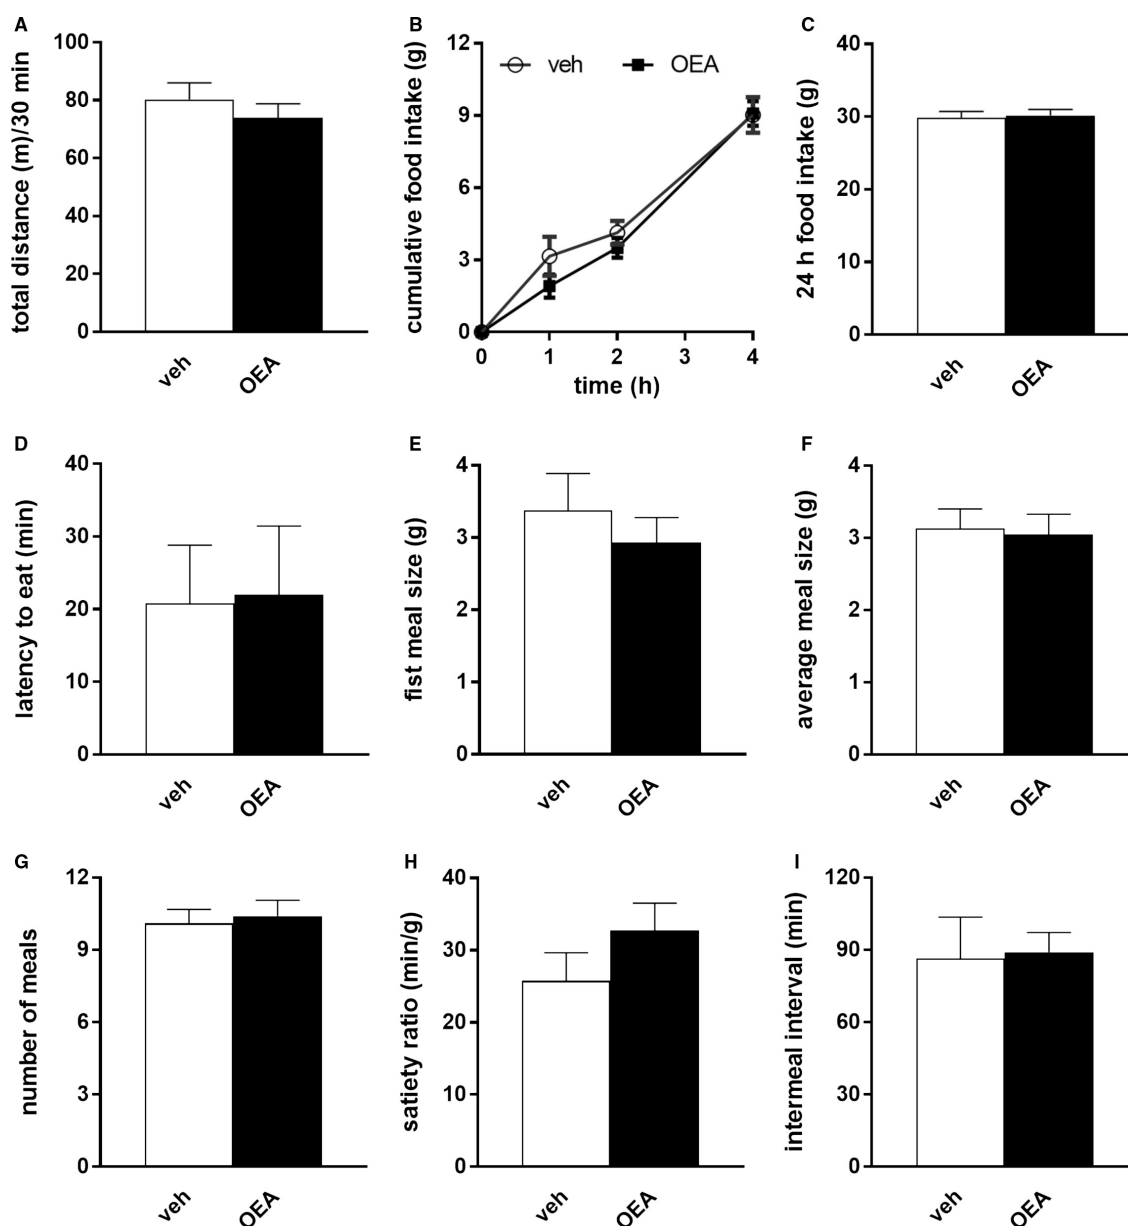 A
total distance (m)/30 min
100
80
60
40
20
0
veh
OEA
B
cumulative food intake (g)
12
9
6
3
0
veh
OEA
0
1
2
3
4
time (h)
C
24 h food intake (g)
40
30
20
10
0
veh
OEA
D
latency to eat (min)
40
30
20
10
0
veh
OEA
E
fist meal size (g)
4
3
2
1
0
veh
OEA
F
average meal size (g)
4
3
2
1
0
veh
OEA
G
number of meals
12
9
6
3
0
veh
OEA
H
satiety ratio (min/g)
40
30
20
10
0
veh
OEA
I
intermeal interval (min)
120
90
60
30
0
veh
OEA